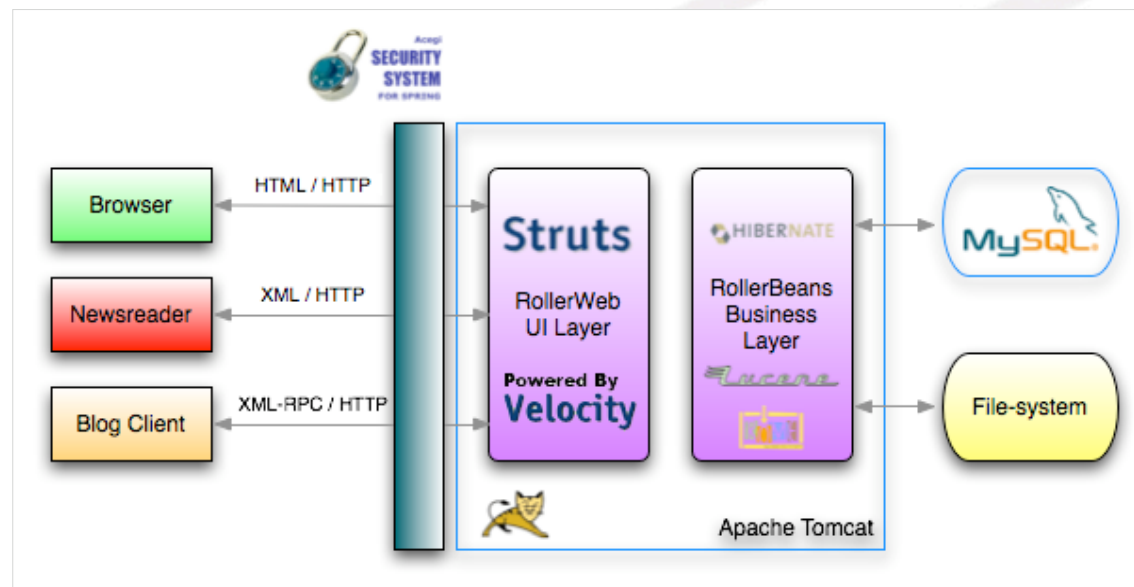 Acegi
SECURITY
SYSTEM
FOR SPRING
Browser
HTML / HTTP
Newsreader
XML / HTTP
Blog Client
XML-RPC / HTTP
Struts
RollerWeb
UI Layer
Powered By
Velocity
HIBERNATE
RollerBeans
Business
Layer
Lucene
Apache Tomcat
MySQL®
File-system